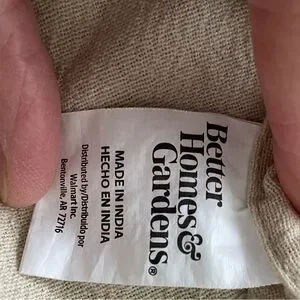 Better
Homes&
Gardens®
MADE IN INDIA
HECHO EN INDIA
Distributed by/Distribuido por
Walmart Inc.
Bentonville, AR 72716